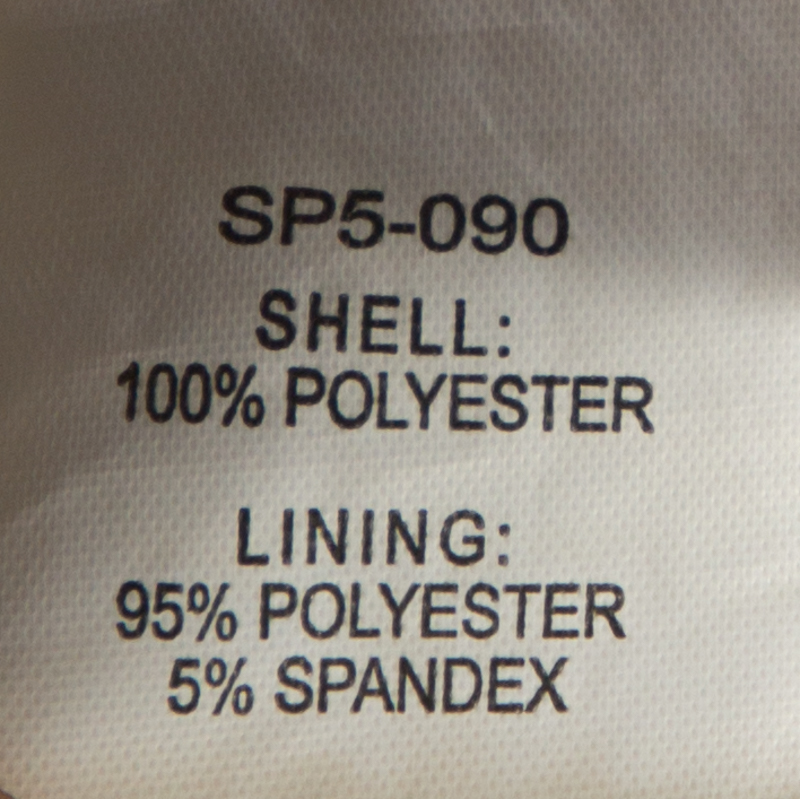 SP5-090
SHELL:
100% POLYESTER
LINING:
95% POLYESTER
5% SPANDEX